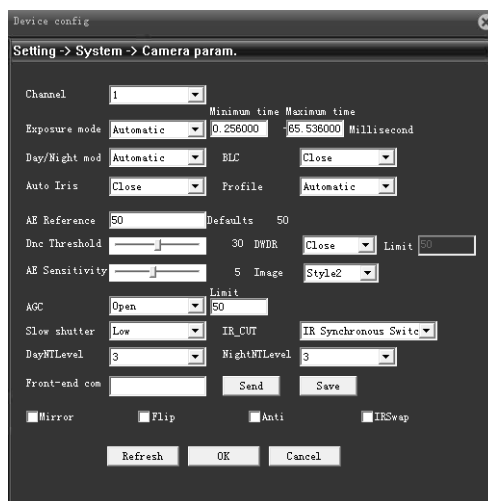 Device config
Setting -> System -> Camera param.
Channel 1
Minimum time Maximum time
Exposure mode Automatic 0.256000 -65.536000 Millisecond
Day/Night mod Automatic BLC Close
Auto Iris Close Profile Automatic
AE Reference 50 Defaults 50
Dnc Threshold 30 DWDR Close Limit 50
AE Sensitivity 5 Image Style2
Limit
AGC Open 50
Slow shutter Low IR_CUT IR Synchronous Switc
DayNTLevel 3 NightNTLevel 3
Front-end com Send Save
Mirror Flip Anti IRSwap
Refresh OK Cancel